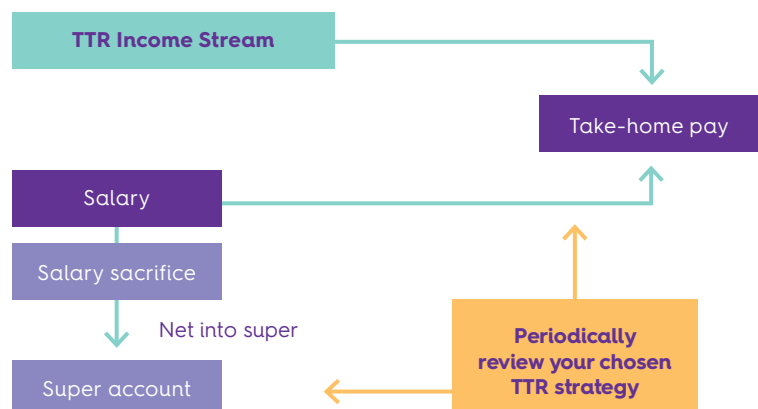 TTR Income Stream
Take-home pay
Salary
Salary sacrifice
Net into super
Super account
Periodically
review your chosen
TTR strategy